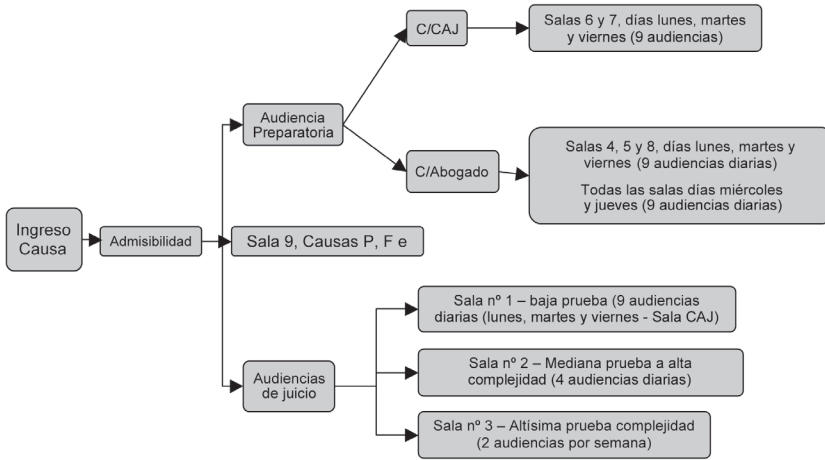 Ingreso
Causa
Admisibilidad
Audiencia
Preparatoria
C/CAJ
Salas 6 y 7, días lunes, martes
y viernes (9 audiencias)
C/Abogado
Salas 4, 5 y 8, días lunes, martes y
viernes (9 audiencias diarias)
Todas las salas días miércoles
y jueves (9 audiencias diarias)
Sala 9, Causas P, F e
Audiencias
de juicio
Sala nº 1 – baja prueba (9 audiencias
diarias (lunes, martes y viernes - Sala CAJ)
Sala nº 2 – Mediana prueba a alta
complejidad (4 audiencias diarias)
Sala nº 3 – Altísima prueba complejidad
(2 audiencias por semana)